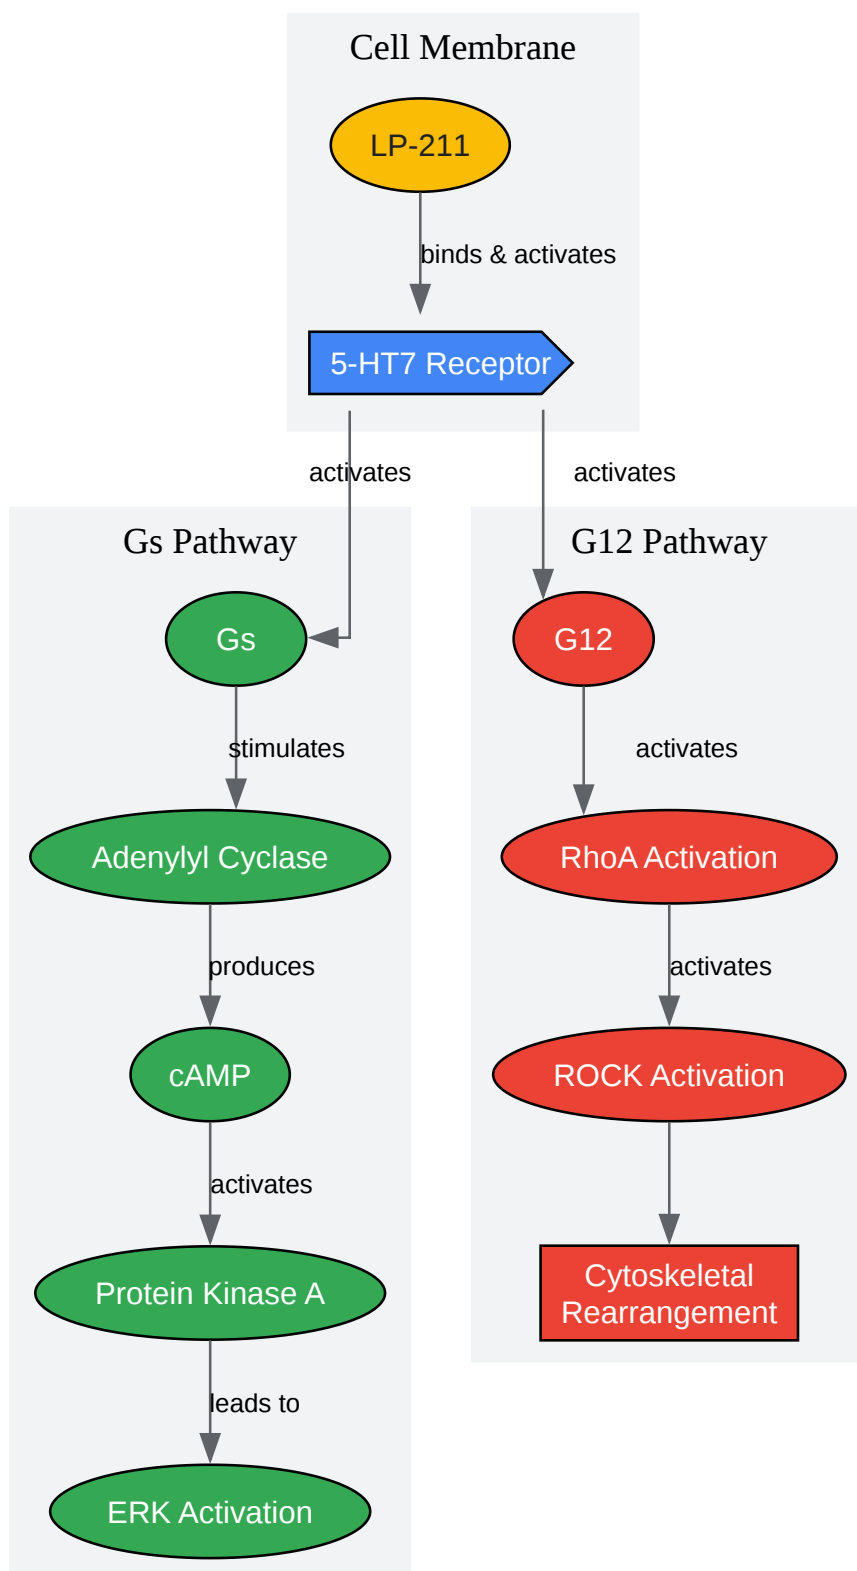 Cell Membrane
LP-211
binds & activates
5-HT7 Receptor
activates
activates
Gs Pathway
G12 Pathway
Gs
G12
stimulates
activates
Adenylyl Cyclase
RhoA Activation
produces
activates
cAMP
ROCK Activation
activates
Protein Kinase A
Cytoskeletal
Rearrangement
leads to
ERK Activation